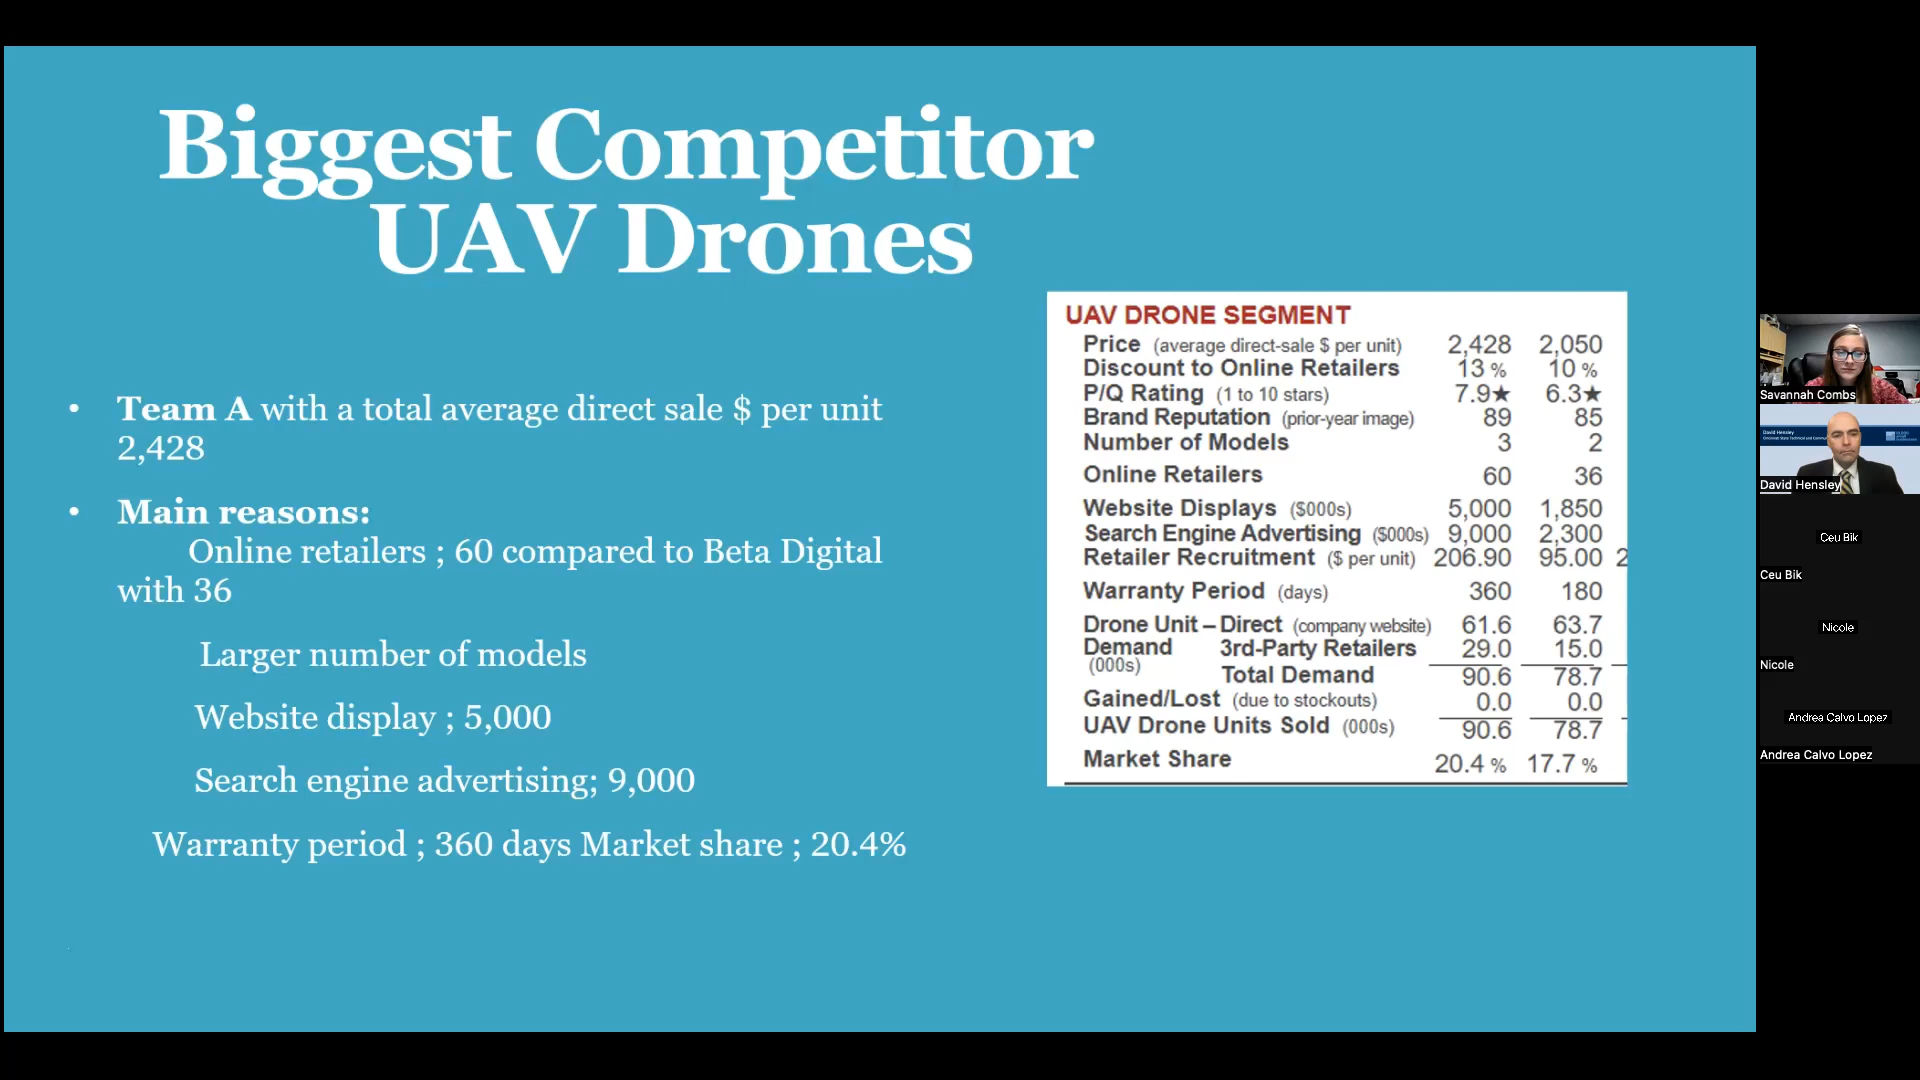 Biggest Competitor
UAV Drones
• Team A with a total average direct sale $ per unit
2,428
• Main reasons:
Online retailers ; 60 compared to Beta Digital
with 36
Larger number of models
Website display ; 5,000
Search engine advertising; 9,000
Warranty period ; 360 days Market share ; 20.4%
UAV DRONE SEGMENT
Price (average direct-sale $ per unit) 2,428 2,050
Discount to Online Retailers 13 % 10 %
P/Q Rating (1 to 10 stars) 7.9★ 6.3★
Brand Reputation (prior-year image) 89 85
Number of Models 3 2
Online Retailers 60 36
Website Displays ($000s) 5,000 1,850
Search Engine Advertising ($000s) 9,000 2,300
Retailer Recruitment ($ per unit) 206.90 95.00 2
Warranty Period (days) 360 180
Drone Unit – Direct (company website) 61.6 63.7
Demand 3rd-Party Retailers 29.0 15.0
(000s) Total Demand 90.6 78.7
Gained/Lost (due to stockouts) 0.0 0.0
UAV Drone Units Sold (000s) 90.6 78.7
Market Share 20.4 % 17.7 %
Savannah Combs
David Hensley
David Hensley
Ceu Bik
Ceu Bik
Nicole
Nicole
Andrea Calvo Lopez
Andrea Calvo Lopez